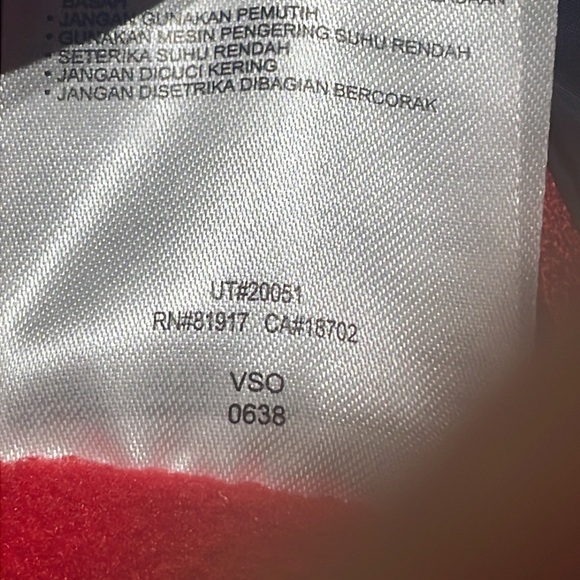 BASAH
• JANGAN GUNAKAN PEMUTIH
• GUNAKAN MESIN PENGERING SUHU RENDAH
• SETERIKA SUHU RENDAH
• JANGAN DICUCI KERING
• JANGAN DISETRIKA DIBAGIAN BERCORAK
UT#20051
RN#81917 CA#18702
VSO
0638